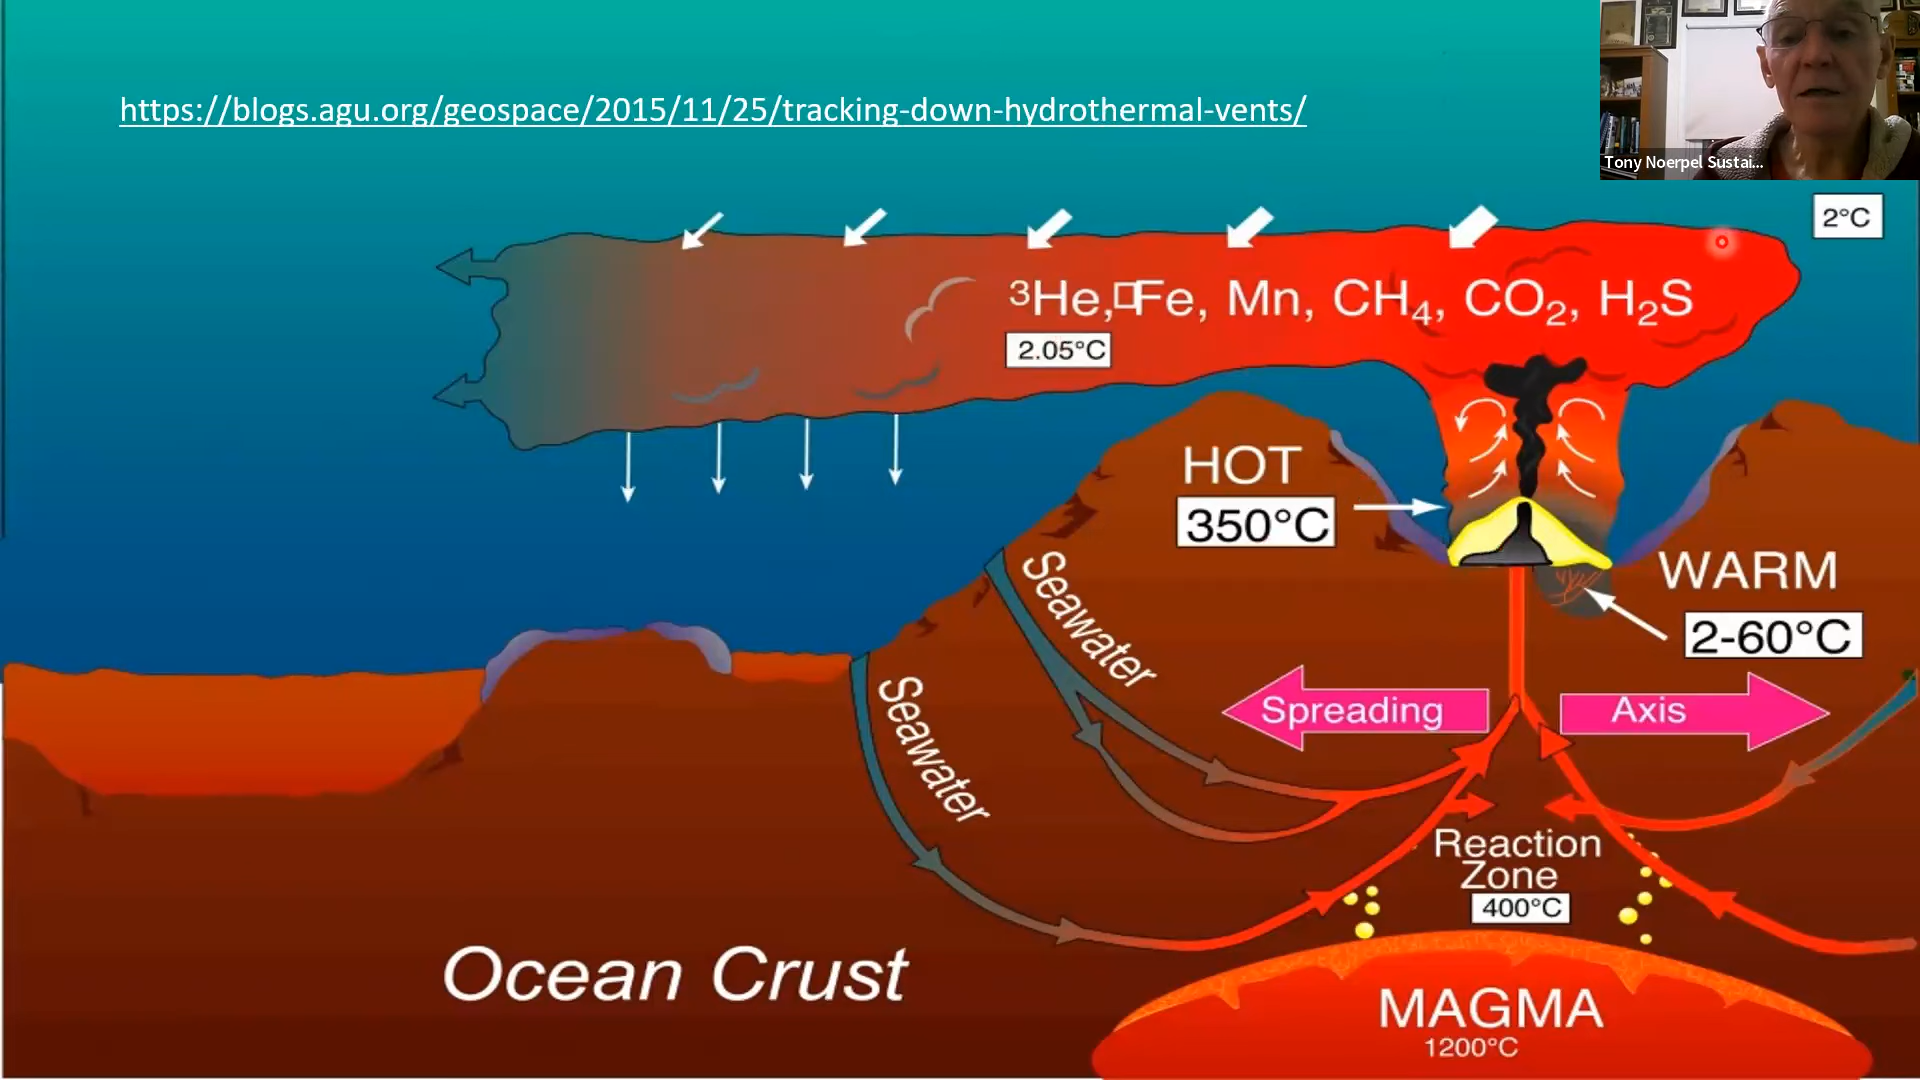 https://blogs.agu.org/geospace/2015/11/25/tracking-down-hydrothermal-vents/
Tony Noerpel Sustai...
2°C
³He,□Fe, Mn, CH₄, CO₂, H₂S
2.05°C
HOT
350°C
WARM
2-60°C
Seawater
Seawater
Spreading
Axis
Reaction
Zone
400°C
Ocean Crust
MAGMA
1200°C